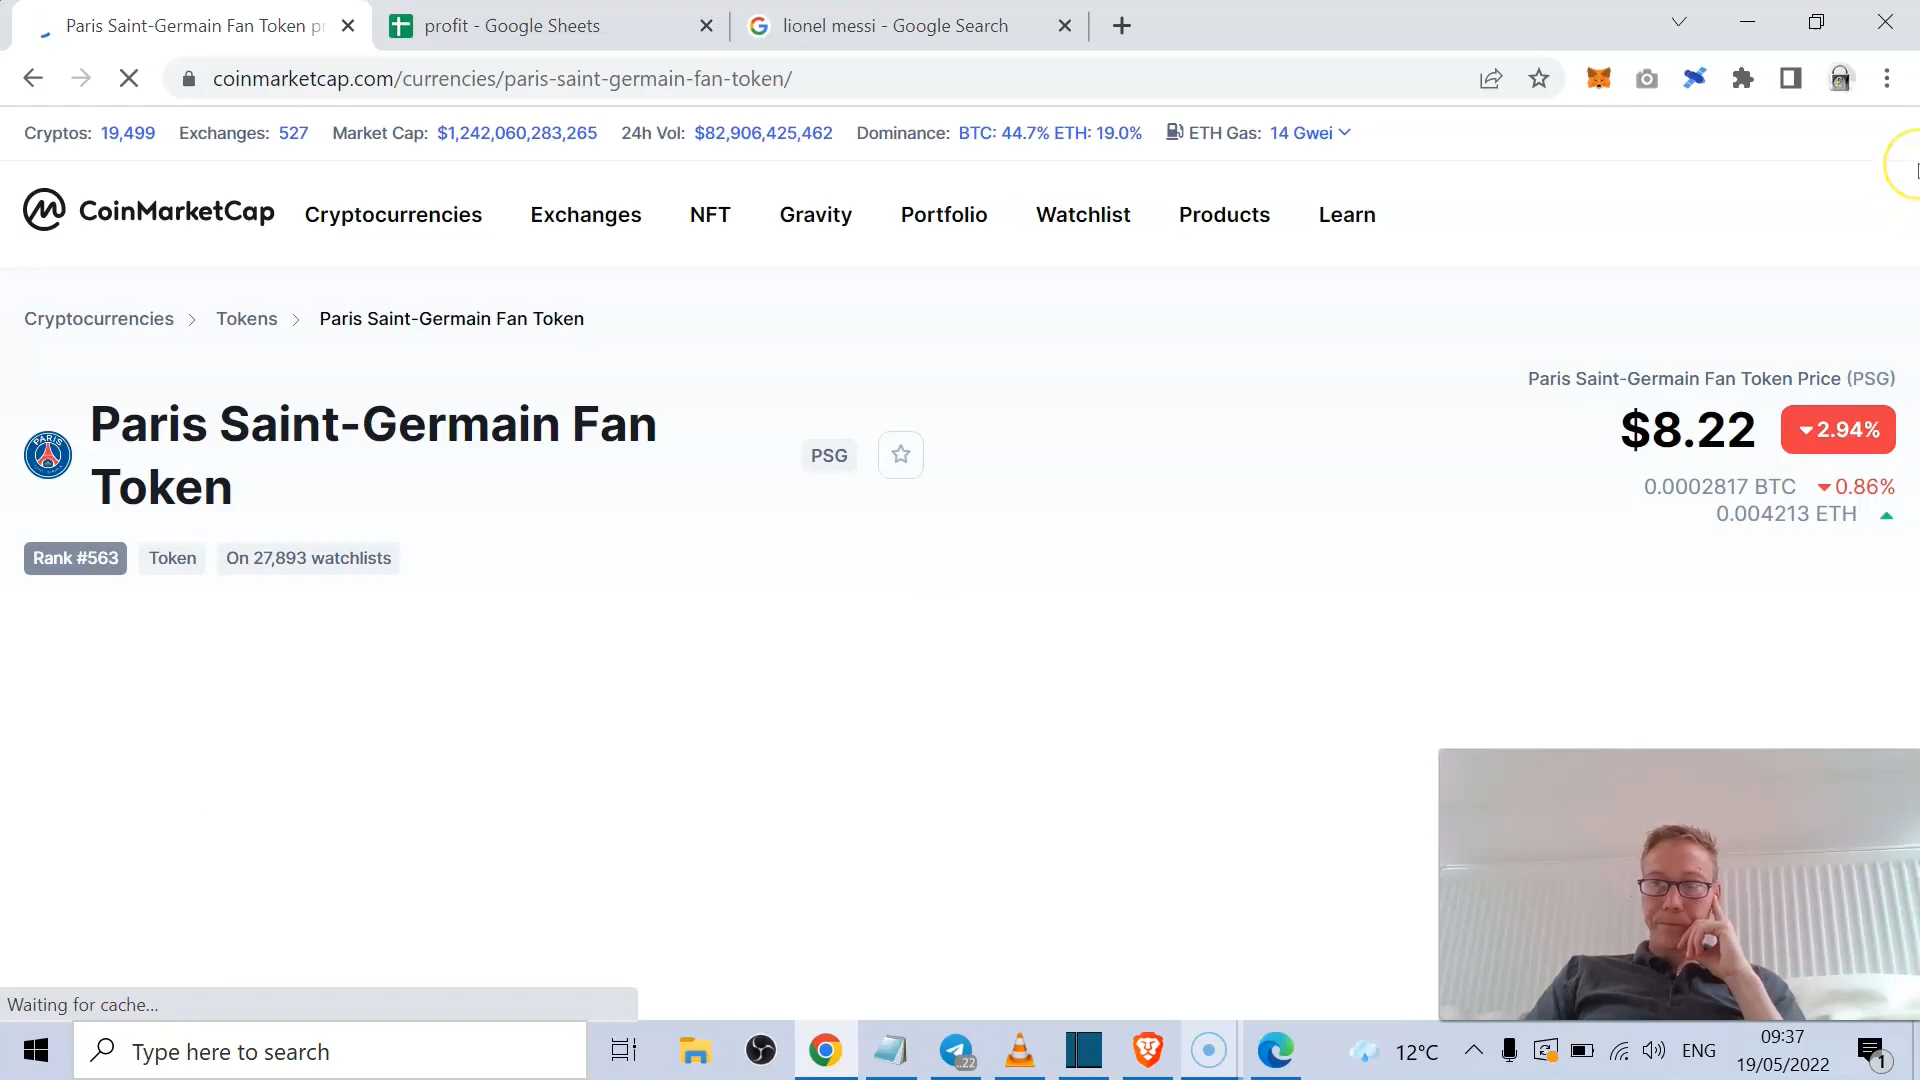 Paris Saint-Germain Fan Token pr
profit - Google Sheets
lionel messi - Google Search
coinmarketcap.com/currencies/paris-saint-germain-fan-token/
Cryptos: 19,499 Exchanges: 527 Market Cap: $1,242,060,283,265 24h Vol: $82,906,425,462 Dominance: BTC: 44.7% ETH: 19.0% ETH Gas: 14 Gwei
CoinMarketCap Cryptocurrencies Exchanges NFT Gravity Portfolio Watchlist Products Learn
Cryptocurrencies Tokens Paris Saint-Germain Fan Token
Paris Saint-Germain Fan Token Price (PSG)
Paris Saint-Germain Fan
Token
PARIS
PSG
$8.22 2.94%
0.0002817 BTC 0.86%
0.004213 ETH
Rank #563 Token On 27,893 watchlists
Waiting for cache...
Type here to search
..22
12°C
ENG
09:37
19/05/2022
1